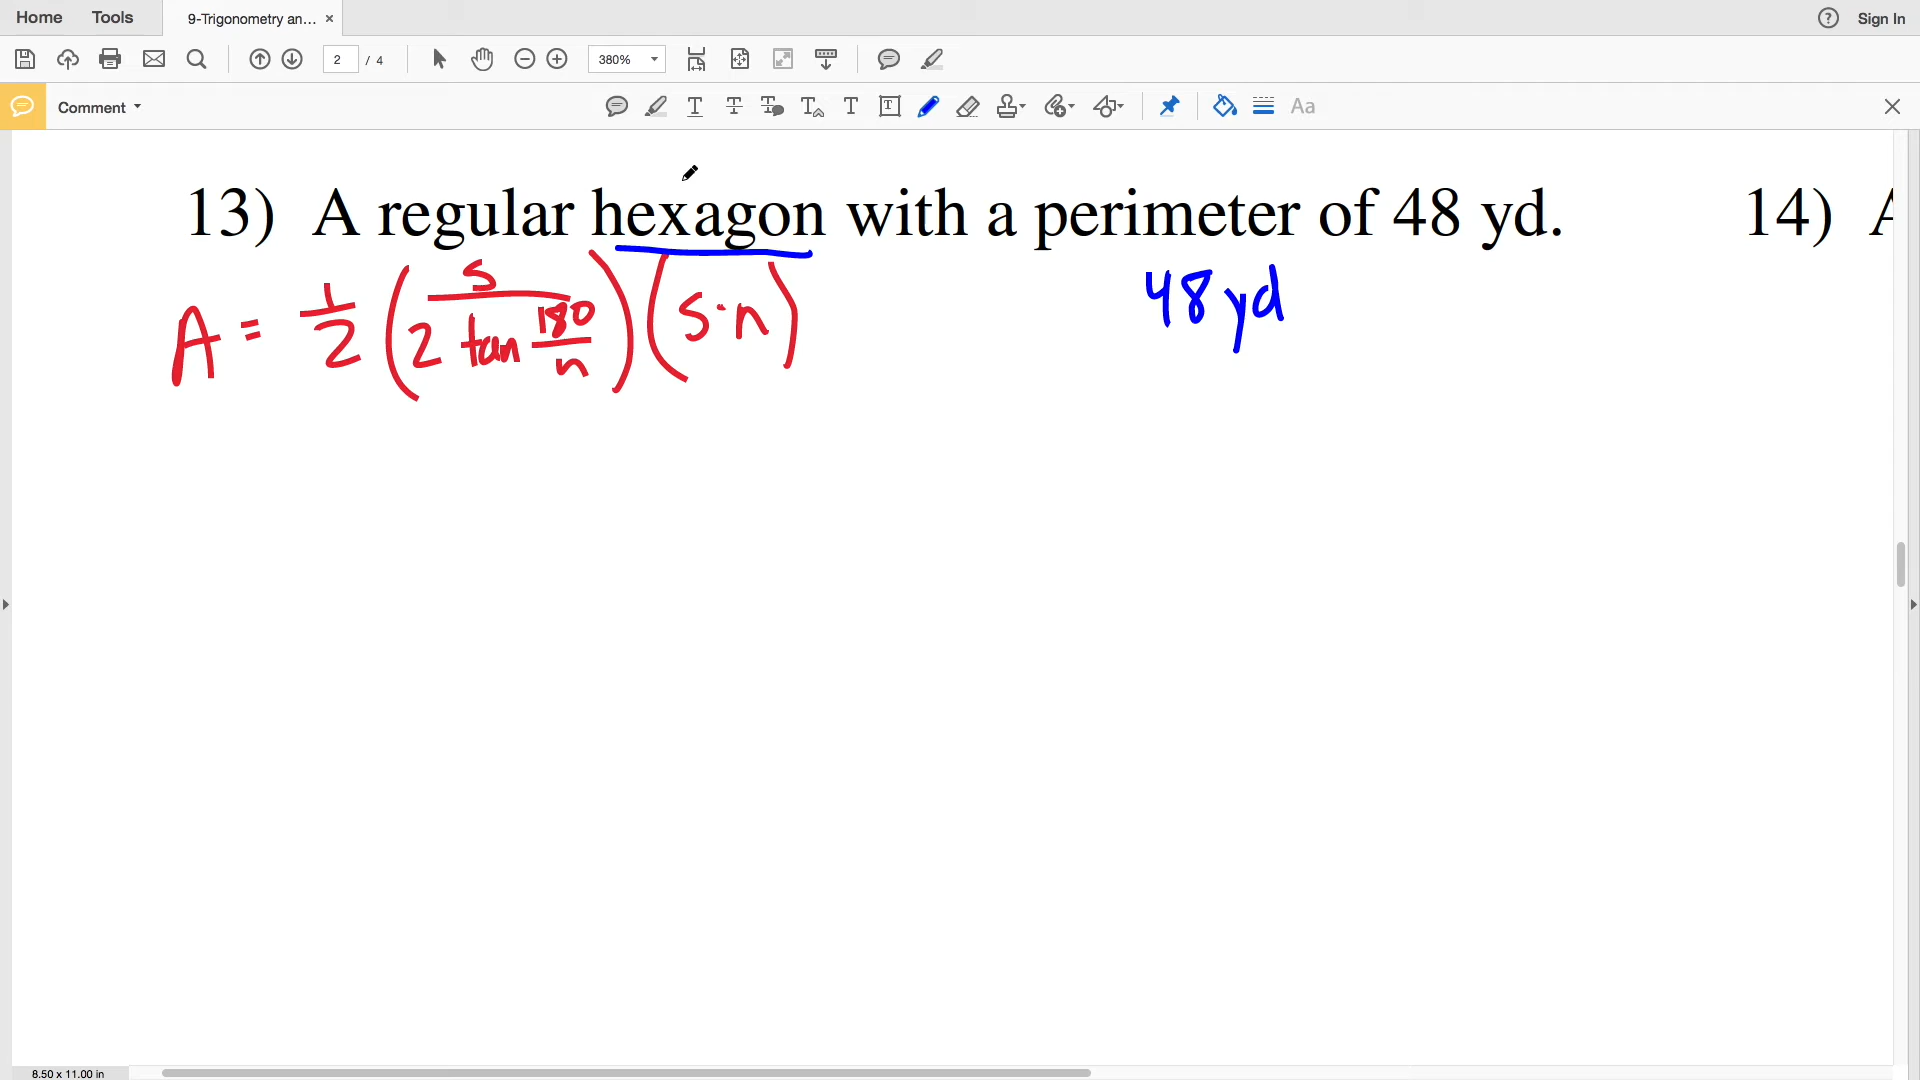 Home Tools 9-Trigonometry an... × ? Sign In
2 / 4 380%
Comment T T T T T T Aa
13) A regular hexagon with a perimeter of 48 yd. 14) A
A = 1/2 (s / 2 tan 180/n) (s · n) 48 yd
8.50 x 11.00 in